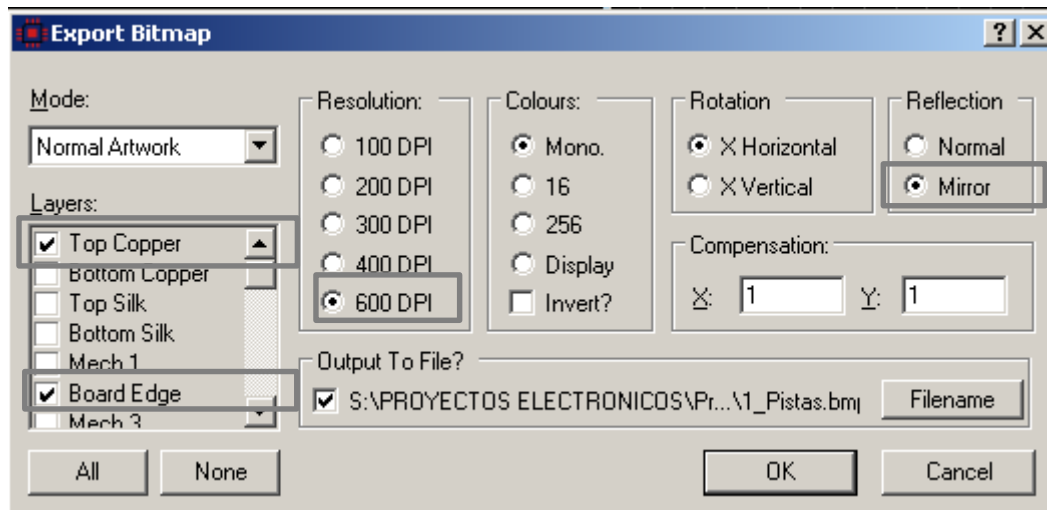 Export Bitmap
Mode:
Normal Artwork
Layers:
Top Copper
Bottom Copper
Top Silk
Bottom Silk
Mech 1
Board Edge
Mech 3
All
None
Resolution:
100 DPI
200 DPI
300 DPI
400 DPI
600 DPI
Colours:
Mono.
16
256
Display
Invert?
Rotation
X Horizontal
X Vertical
Reflection
Normal
Mirror
Compensation:
X: 1
Y: 1
Output To File?
S:\PROYECTOS ELECTRONICOS\Pr...\1_Pistas.bmp
Filename
OK
Cancel